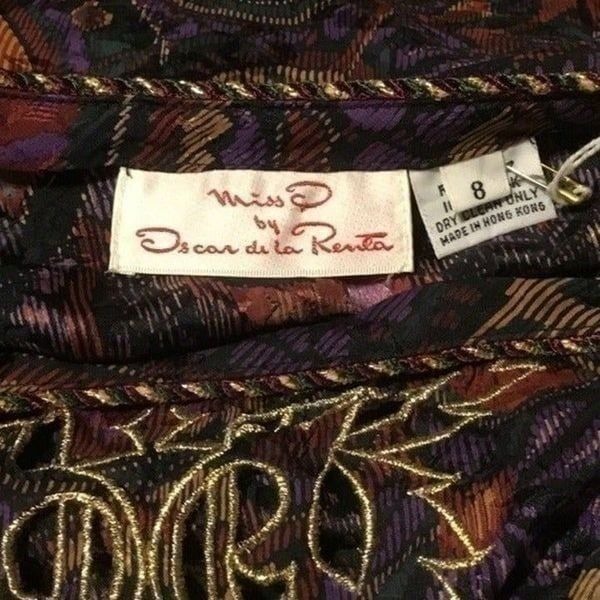 Miss O
by
Oscar de la Renta
8
DRY CLEAN ONLY
MADE IN HONG KONG